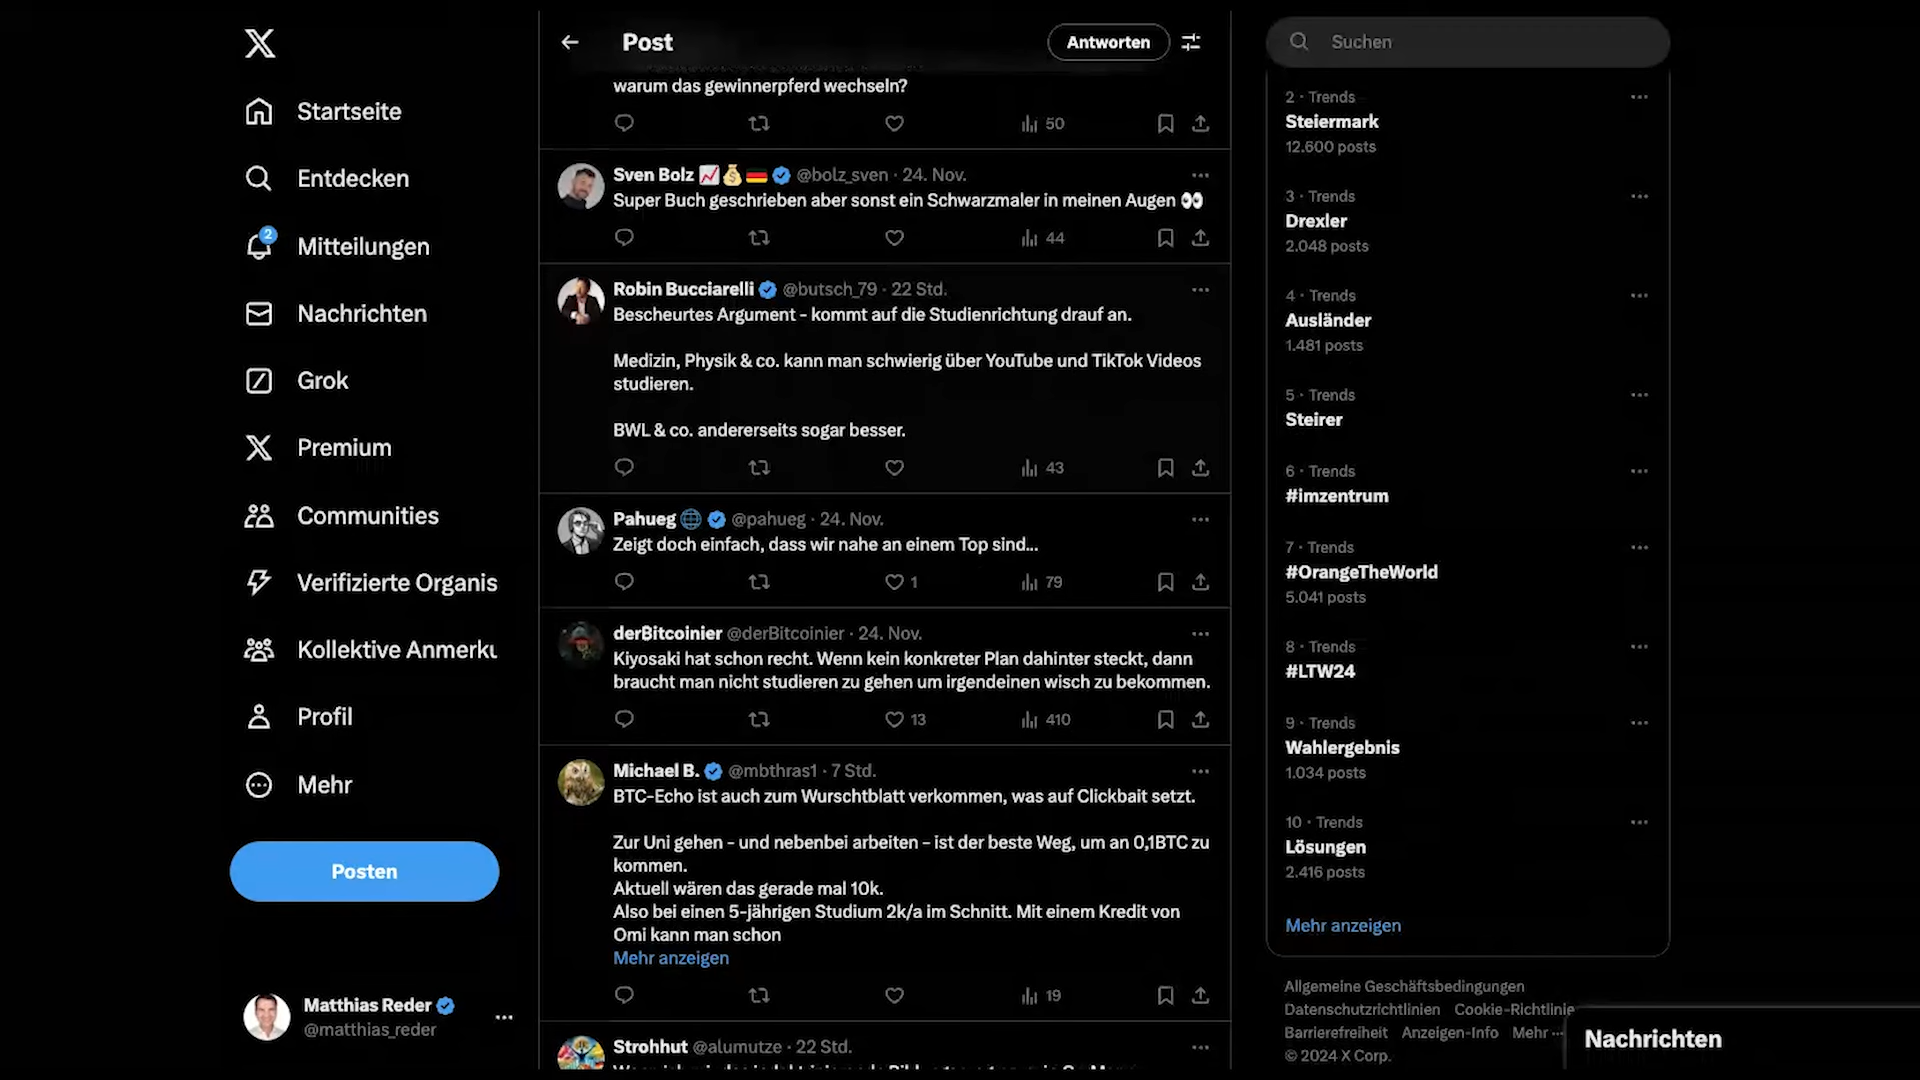 Startseite
Entdecken
2
Mitteilungen
Nachrichten
Grok
Premium
Communities
Verifizierte Organis
Kollektive Anmerku
Profil
Mehr
Posten
Matthias Reder
@matthias_reder
Post
Antworten
warum das gewinnerpferd wechseln?
50
Sven Bolz @bolz_sven · 24. Nov.
Super Buch geschrieben aber sonst ein Schwarzmaler in meinen Augen 👀
44
Robin Bucciarelli @butsch_79 · 22 Std.
Bescheurtes Argument - kommt auf die Studienrichtung drauf an.
Medizin, Physik & co. kann man schwierig über YouTube und TikTok Videos
studieren.
BWL & co. andererseits sogar besser.
43
Pahueg @pahueg · 24. Nov.
Zeigt doch einfach, dass wir nahe an einem Top sind...
1
79
derBitcoinier @derBitcoinier · 24. Nov.
Kiyosaki hat schon recht. Wenn kein konkreter Plan dahinter steckt, dann
braucht man nicht studieren zu gehen um irgendeinen wisch zu bekommen.
13
410
Michael B. @mbthras1 · 7 Std.
BTC-Echo ist auch zum Wurschtblatt verkommen, was auf Clickbait setzt.
Zur Uni gehen - und nebenbei arbeiten - ist der beste Weg, um an 0,1BTC zu
kommen.
Aktuell wären das gerade mal 10k.
Also bei einen 5-jährigen Studium 2k/a im Schnitt. Mit einem Kredit von
Omi kann man schon
Mehr anzeigen
19
Strohhut @alumutze · 22 Std.
Suchen
2 · Trends
Steiermark
12.600 posts
3 · Trends
Drexler
2.048 posts
4 · Trends
Ausländer
1.481 posts
5 · Trends
Steirer
6 · Trends
#imzentrum
7 · Trends
#OrangeTheWorld
5.041 posts
8 · Trends
#LTW24
9 · Trends
Wahlergebnis
1.034 posts
10 · Trends
Lösungen
2.416 posts
Mehr anzeigen
Allgemeine Geschäftsbedingungen
Datenschutzrichtlinien Cookie-Richtlinie
Barrierefreiheit Anzeigen-Info Mehr ···
© 2024 X Corp.
Nachrichten